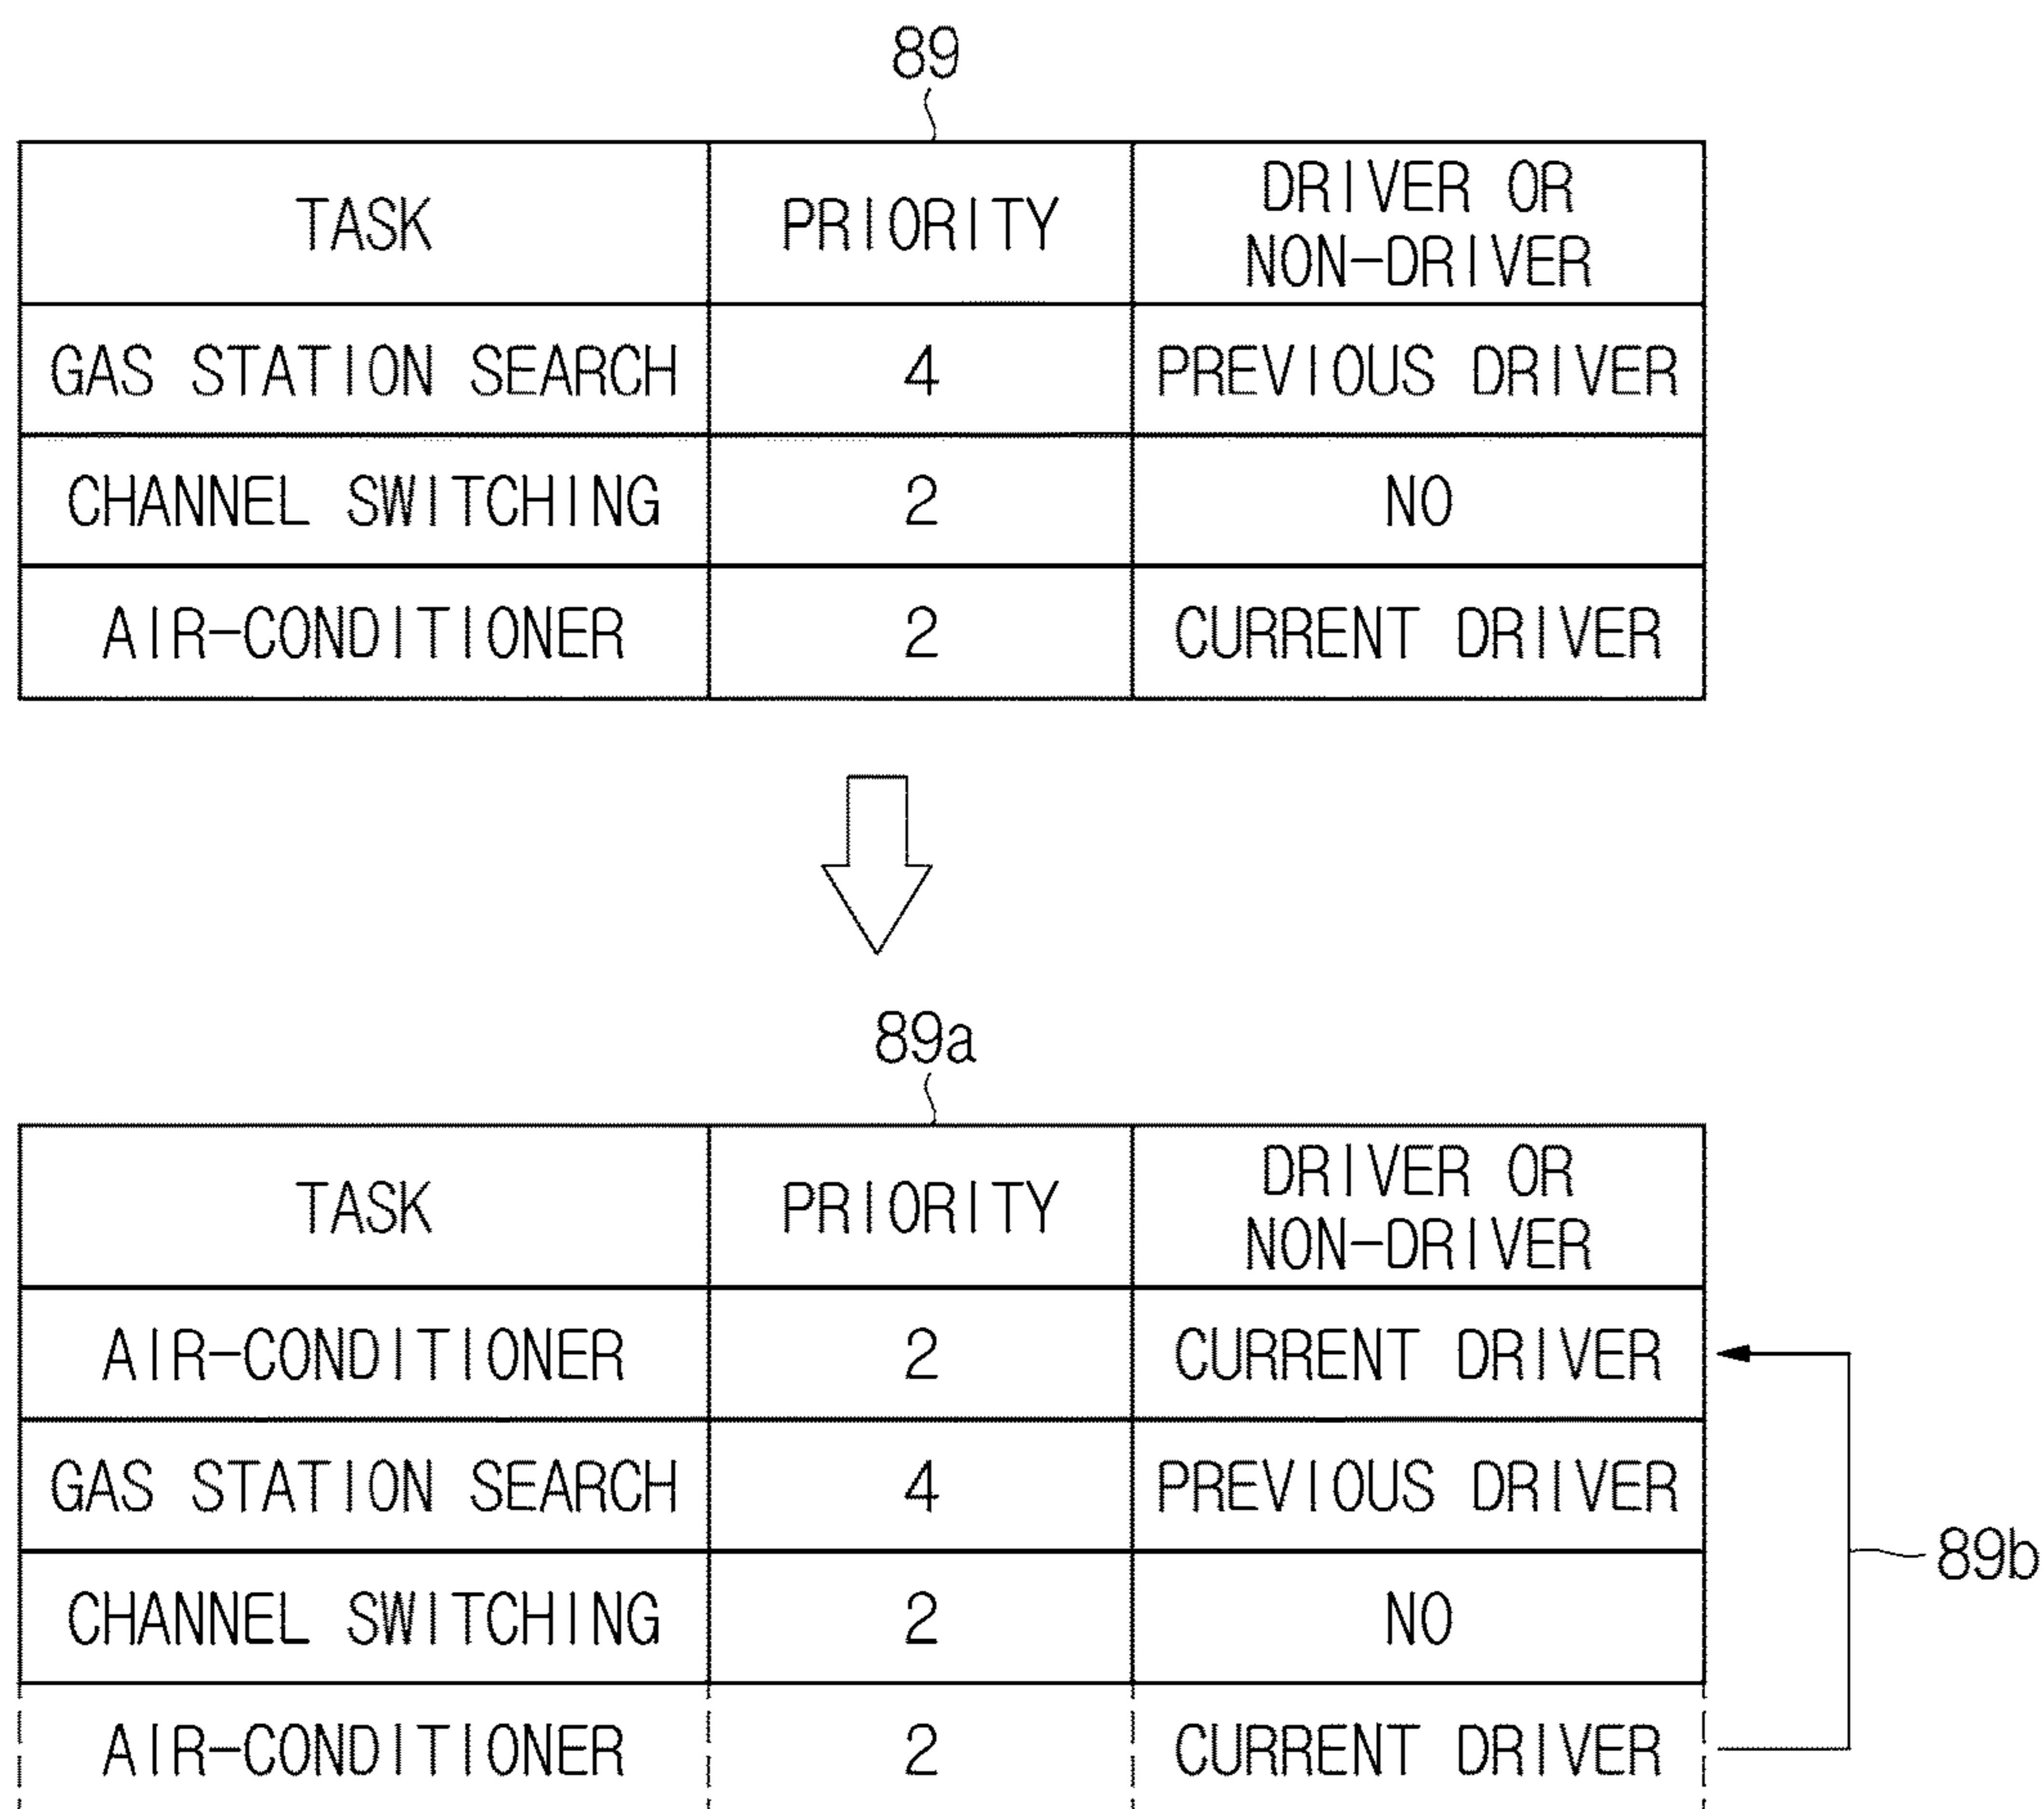 89
TASK PRIORITY DRIVER OR
NON-DRIVER
GAS STATION SEARCH 4 PREVIOUS DRIVER
CHANNEL SWITCHING 2 NO
AIR-CONDITIONER 2 CURRENT DRIVER
89a
TASK PRIORITY DRIVER OR
NON-DRIVER
AIR-CONDITIONER 2 CURRENT DRIVER
GAS STATION SEARCH 4 PREVIOUS DRIVER
89b
CHANNEL SWITCHING 2 NO
AIR-CONDITIONER 2 CURRENT DRIVER